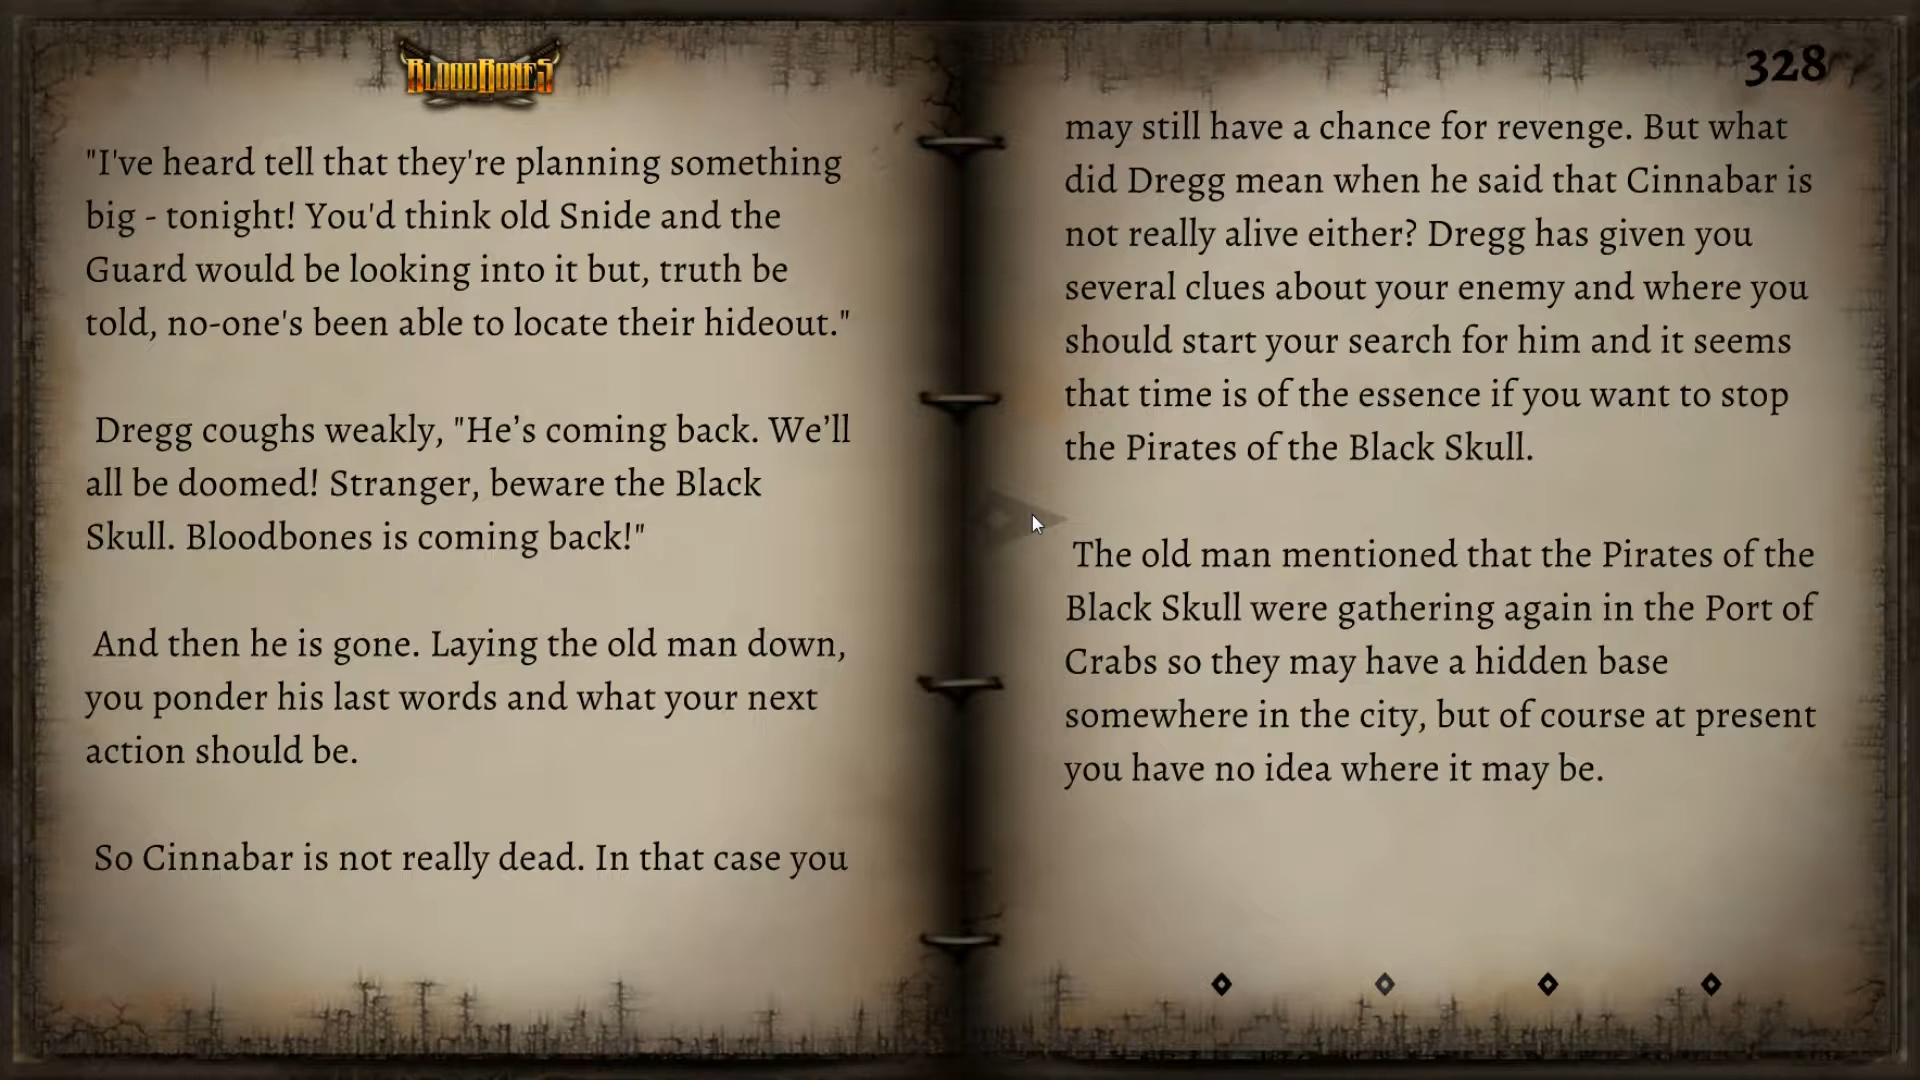 BLOODBONES
328
"I've heard tell that they're planning something
big - tonight! You'd think old Snide and the
Guard would be looking into it but, truth be
told, no-one's been able to locate their hideout."
Dregg coughs weakly, "He’s coming back. We’ll
all be doomed! Stranger, beware the Black
Skull. Bloodbones is coming back!"
And then he is gone. Laying the old man down,
you ponder his last words and what your next
action should be.
So Cinnabar is not really dead. In that case you
may still have a chance for revenge. But what
did Dregg mean when he said that Cinnabar is
not really alive either? Dregg has given you
several clues about your enemy and where you
should start your search for him and it seems
that time is of the essence if you want to stop
the Pirates of the Black Skull.
The old man mentioned that the Pirates of the
Black Skull were gathering again in the Port of
Crabs so they may have a hidden base
somewhere in the city, but of course at present
you have no idea where it may be.